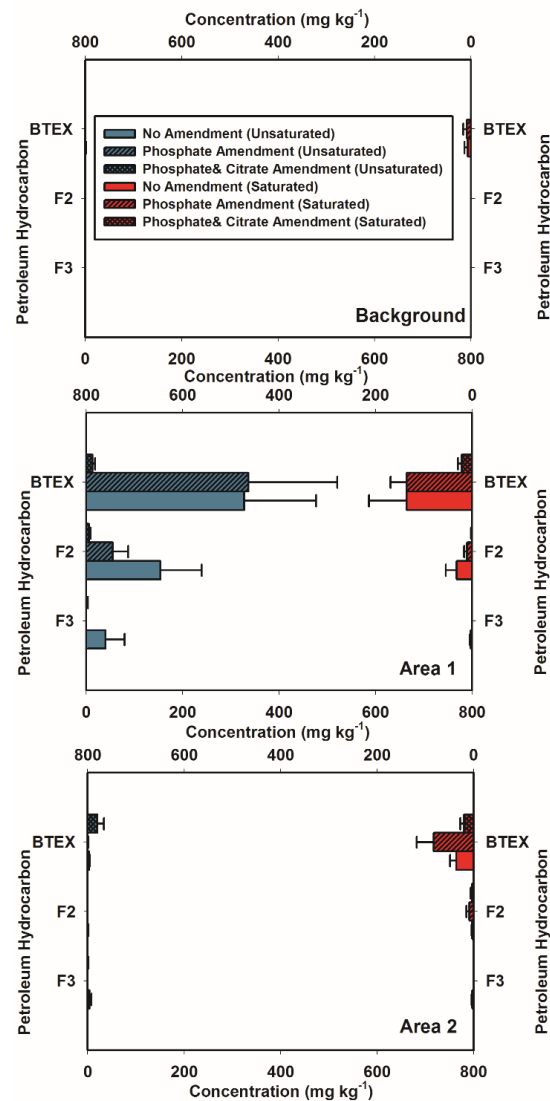 Concentration (mg kg-1)
800 600 400 200 0
Petroleum Hydrocarbon
BTEX
F2
F3
No Amendment (Unsaturated)
Phosphate Amendment (Unsaturated)
Phosphate& Citrate Amendment (Unsaturated)
No Amendment (Saturated)
Phosphate Amendment (Saturated)
Phosphate& Citrate Amendment (Saturated)
BTEX
F2
F3
Petroleum Hydrocarbon
Background
0 200 400 600 800
Concentration (mg kg-1)
800 600 400 200 0
Petroleum Hydrocarbon
BTEX
F2
F3
BTEX
F2
F3
Petroleum Hydrocarbon
Area 1
0 200 400 600 800
Concentration (mg kg-1)
800 600 400 200 0
Petroleum Hydrocarbon
BTEX
F2
F3
BTEX
F2
F3
Petroleum Hydrocarbon
Area 2
0 200 400 600 800
Concentration (mg kg-1)